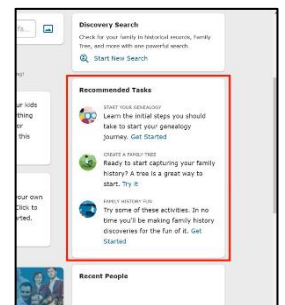 fa...
Discovery Search
Check for your family in historical records, Family
Tree, and more with one powerful search.
Start New Search
ur kids
thing
or
this
Recommended Tasks
START YOUR GENEALOGY
Learn the initial steps you should
take to start your genealogy
journey. Get Started
CREATE A FAMILY TREE
Ready to start capturing your family
history? A tree is a great way to
start. Try it
FAMILY HISTORY FUN
Try some of these activities. In no
time you'll be making family history
discoveries for the fun of it. Get
Started
our own
Click to
rted.
Recent People